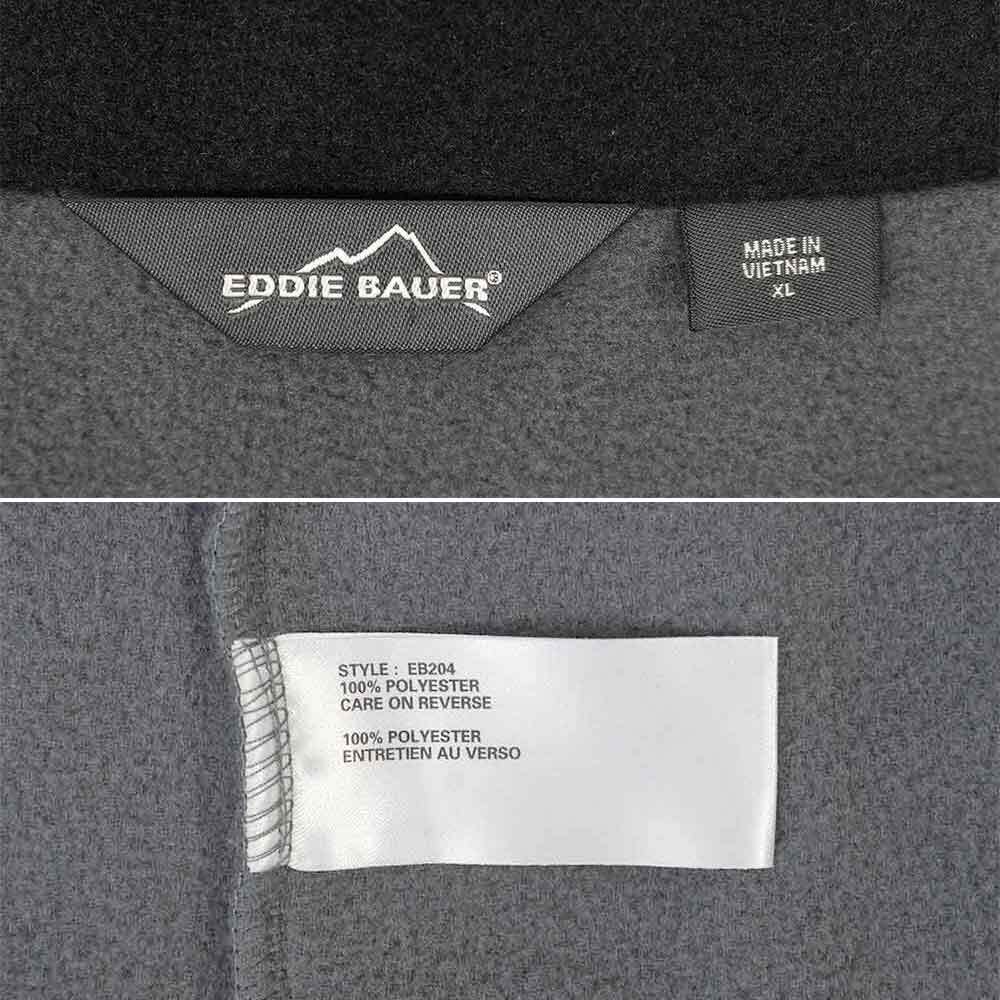 EDDIE BAUER®
MADE IN
VIETNAM
XL
STYLE : EB204
100% POLYESTER
CARE ON REVERSE
100% POLYESTER
ENTRETIEN AU VERSO